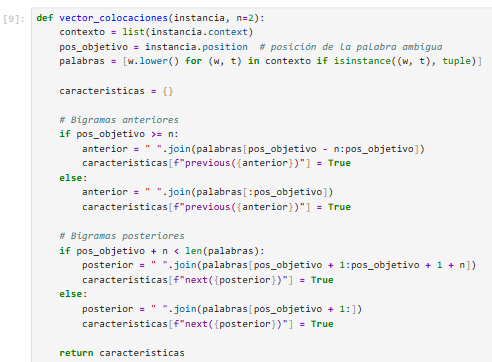 [9]: def vector_colocaciones(instancia, n=2):
    contexto = list(instancia.context)
    pos_objetivo = instancia.position  # posición de la palabra ambigua
    palabras = [w.lower() for (w, t) in contexto if isinstance((w, t), tuple)]

    caracteristicas = {}

    # Bigramas anteriores
    if pos_objetivo >= n:
        anterior = " ".join(palabras[pos_objetivo - n:pos_objetivo])
        caracteristicas[f"previous({anterior})"] = True
    else:
        anterior = " ".join(palabras[:pos_objetivo])
        caracteristicas[f"previous({anterior})"] = True

    # Bigramas posteriores
    if pos_objetivo + n < len(palabras):
        posterior = " ".join(palabras[pos_objetivo + 1:pos_objetivo + 1 + n])
        caracteristicas[f"next({posterior})"] = True
    else:
        posterior = " ".join(palabras[pos_objetivo + 1:])
        caracteristicas[f"next({posterior})"] = True

    return caracteristicas